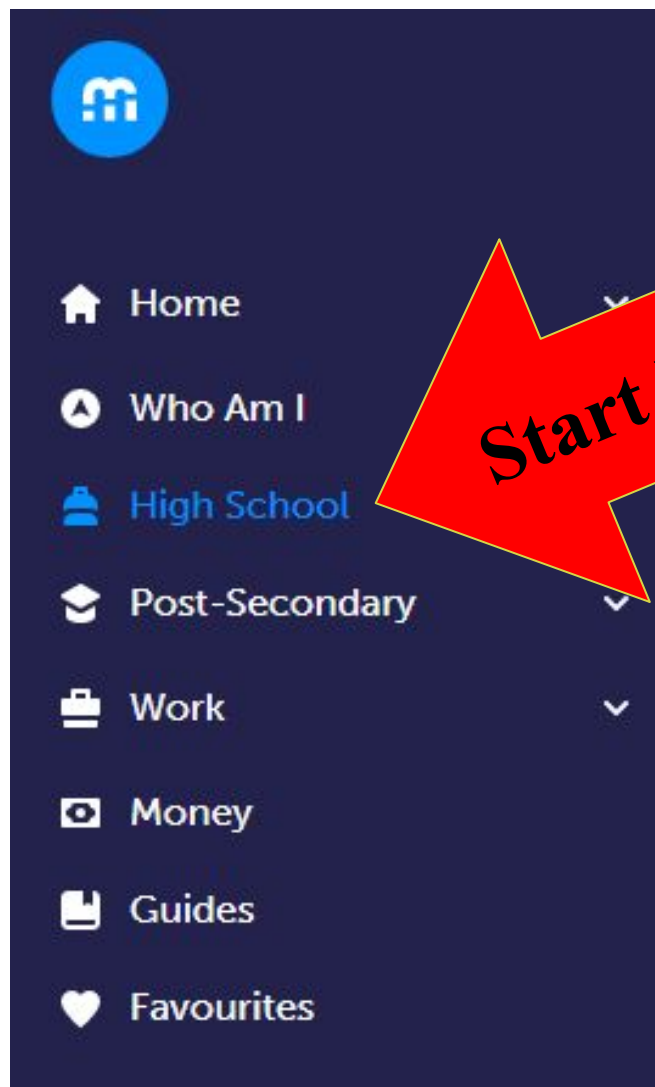 Home
Who Am I
High School
Start
Post-Secondary
Work
Money
Guides
Favourites